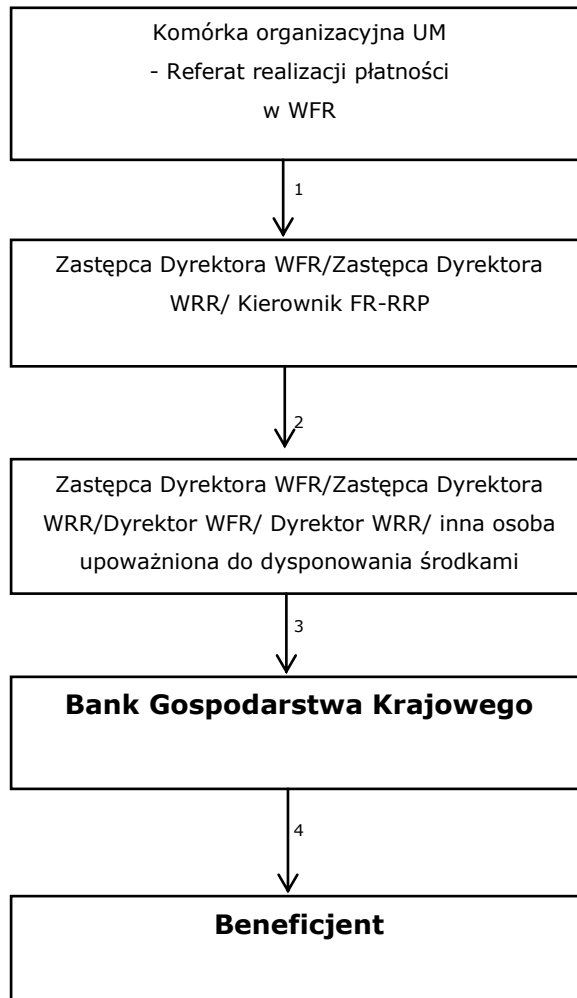 Komórka organizacyjna UM
- Referat realizacji płatności
w WFR
1
Zastępca Dyrektora WFR/Zastępca Dyrektora
WRR/ Kierownik FR-RRP
2
Zastępca Dyrektora WFR/Zastępca Dyrektora
WRR/Dyrektor WFR/ Dyrektor WRR/ inna osoba
upoważniona do dysponowania środkami
3
Bank Gospodarstwa Krajowego
4
Beneficjent